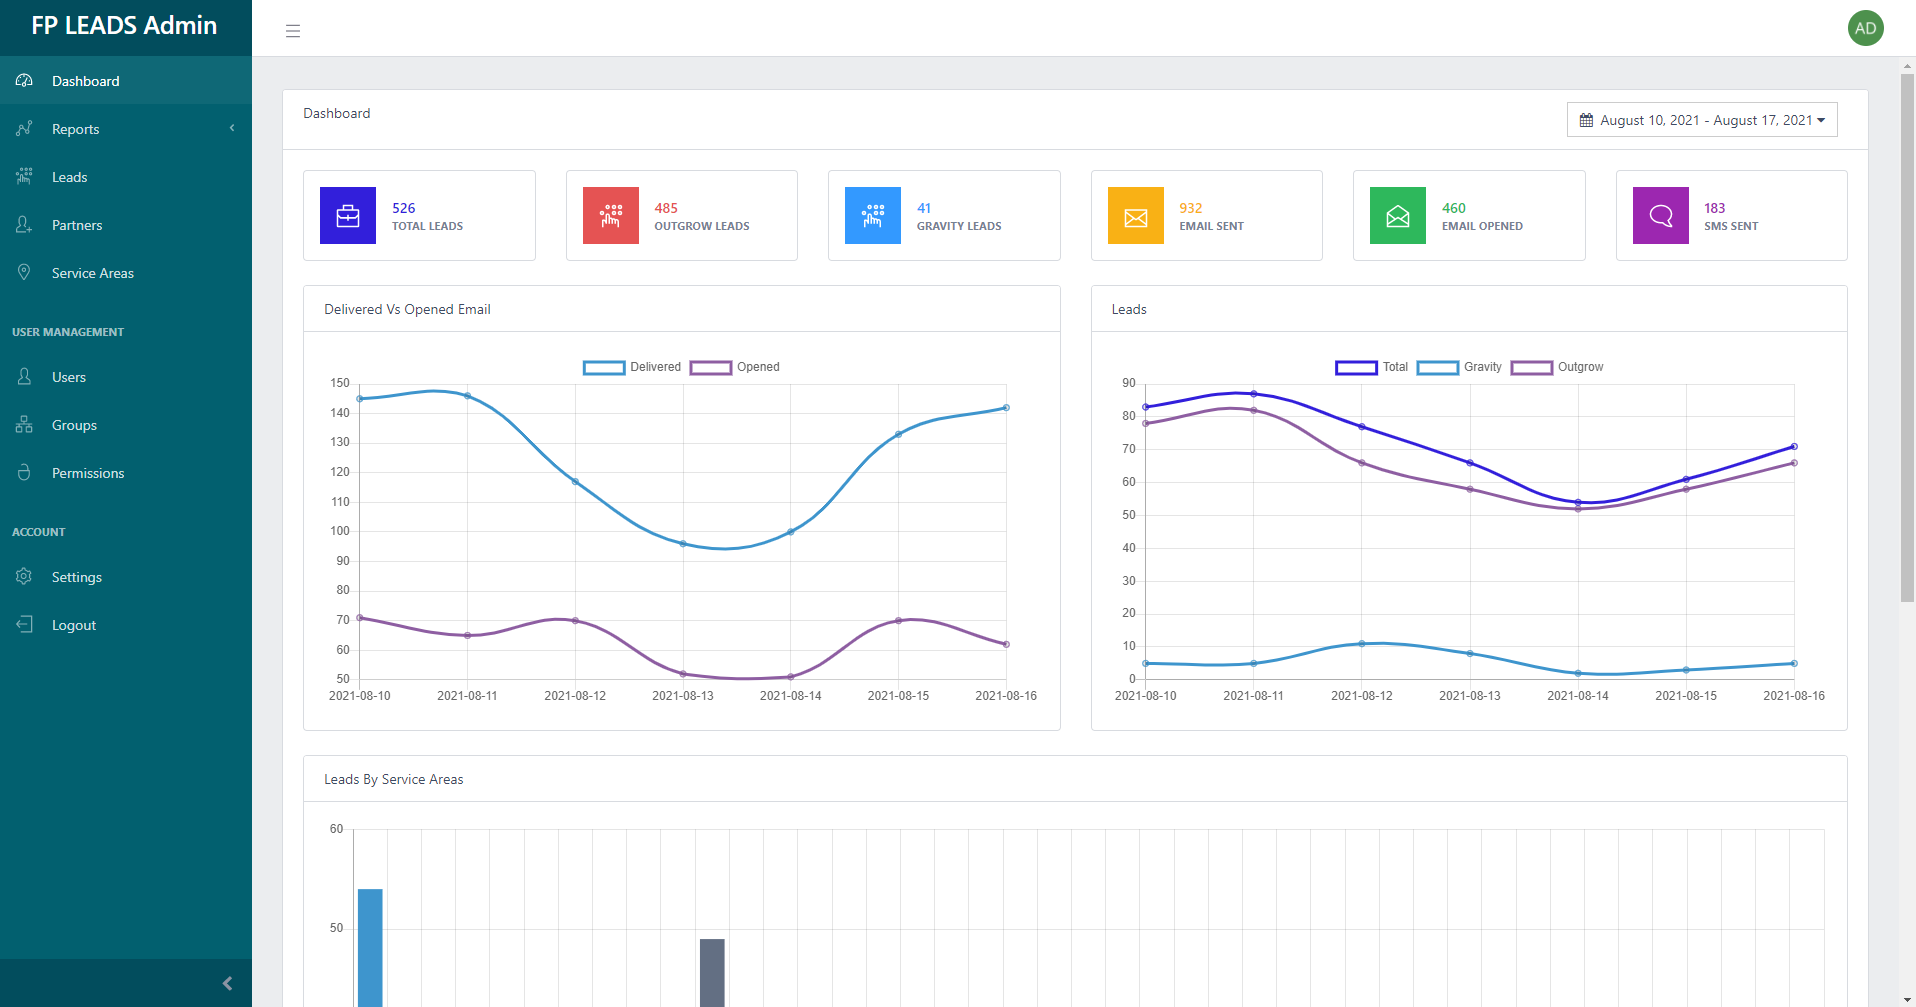 FP LEADS Admin
AD
Dashboard
Reports
Leads
Partners
Service Areas
USER MANAGEMENT
Users
Groups
Permissions
ACCOUNT
Settings
Logout
Dashboard
August 10, 2021 - August 17, 2021
526
TOTAL LEADS
485
OUTGROW LEADS
41
GRAVITY LEADS
932
EMAIL SENT
460
EMAIL OPENED
183
SMS SENT
Delivered Vs Opened Email
Delivered Opened
150
140
130
120
110
100
90
80
70
60
50
2021-08-10 2021-08-11 2021-08-12 2021-08-13 2021-08-14 2021-08-15 2021-08-16
Leads
Total Gravity Outgrow
90
80
70
60
50
40
30
20
10
0
2021-08-10 2021-08-11 2021-08-12 2021-08-13 2021-08-14 2021-08-15 2021-08-16
Leads By Service Areas
60
50